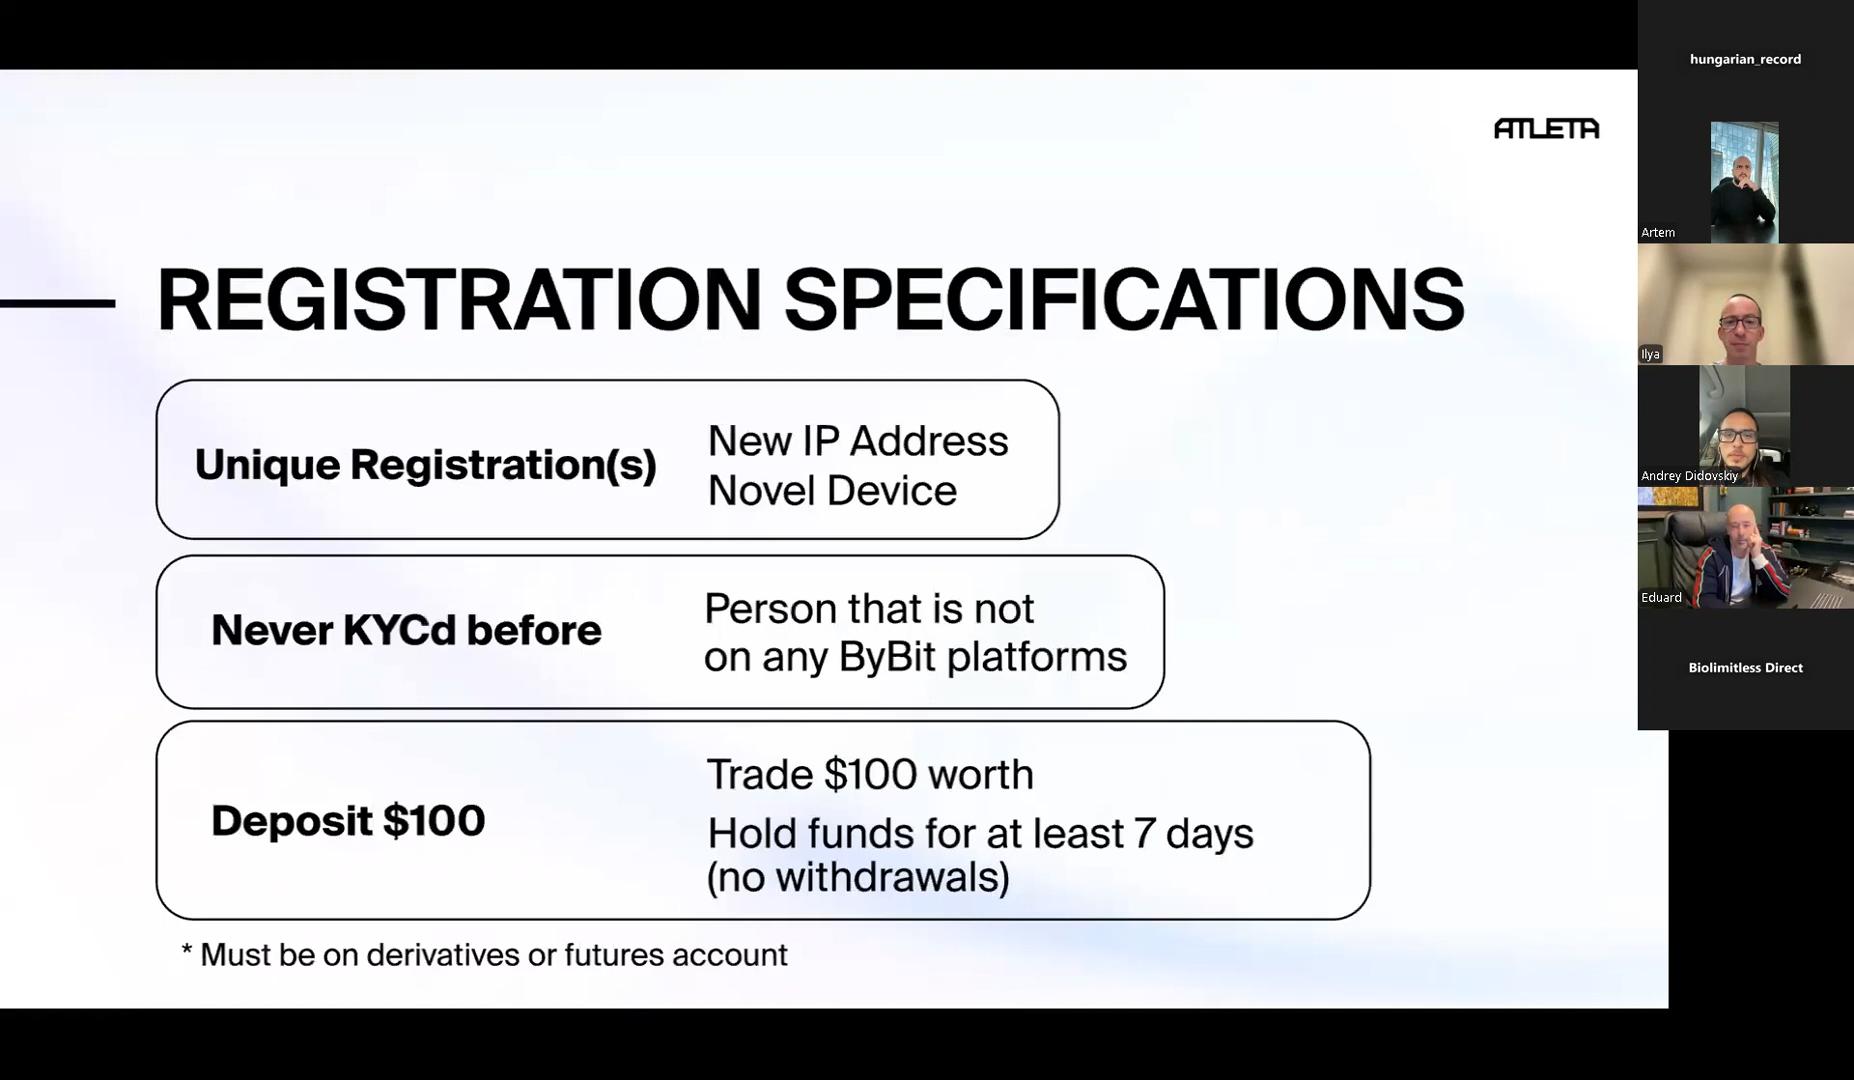 ATLETA
REGISTRATION SPECIFICATIONS
Unique Registration(s)
New IP Address
Novel Device
Never KYCd before
Person that is not
on any ByBit platforms
Deposit $100
Trade $100 worth
Hold funds for at least 7 days
(no withdrawals)
* Must be on derivatives or futures account
hungarian_record
Artem
Ilya
Andrey Didovskiy
Eduard
Biolimitless Direct